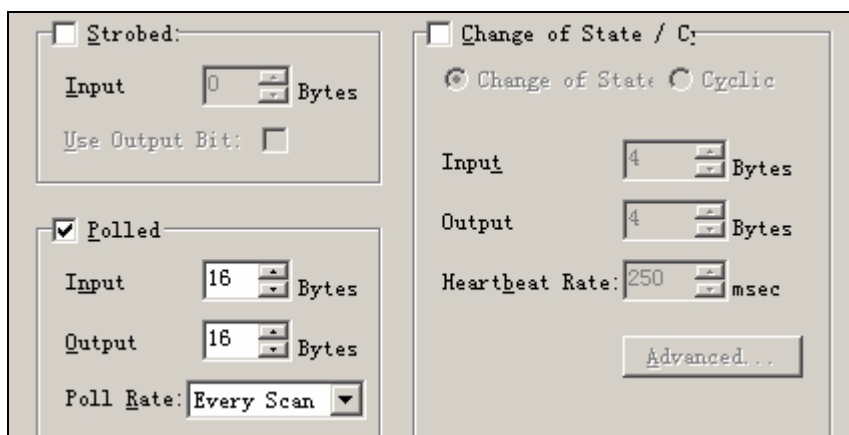 Strobed:
Input 0 Bytes
Use Output Bit:
Polled
Input 16 Bytes
Output 16 Bytes
Poll Rate: Every Scan
Change of State / Cy
Change of State Cyclic
Input 4 Bytes
Output 4 Bytes
Heartbeat Rate: 250 msec
Advanced...